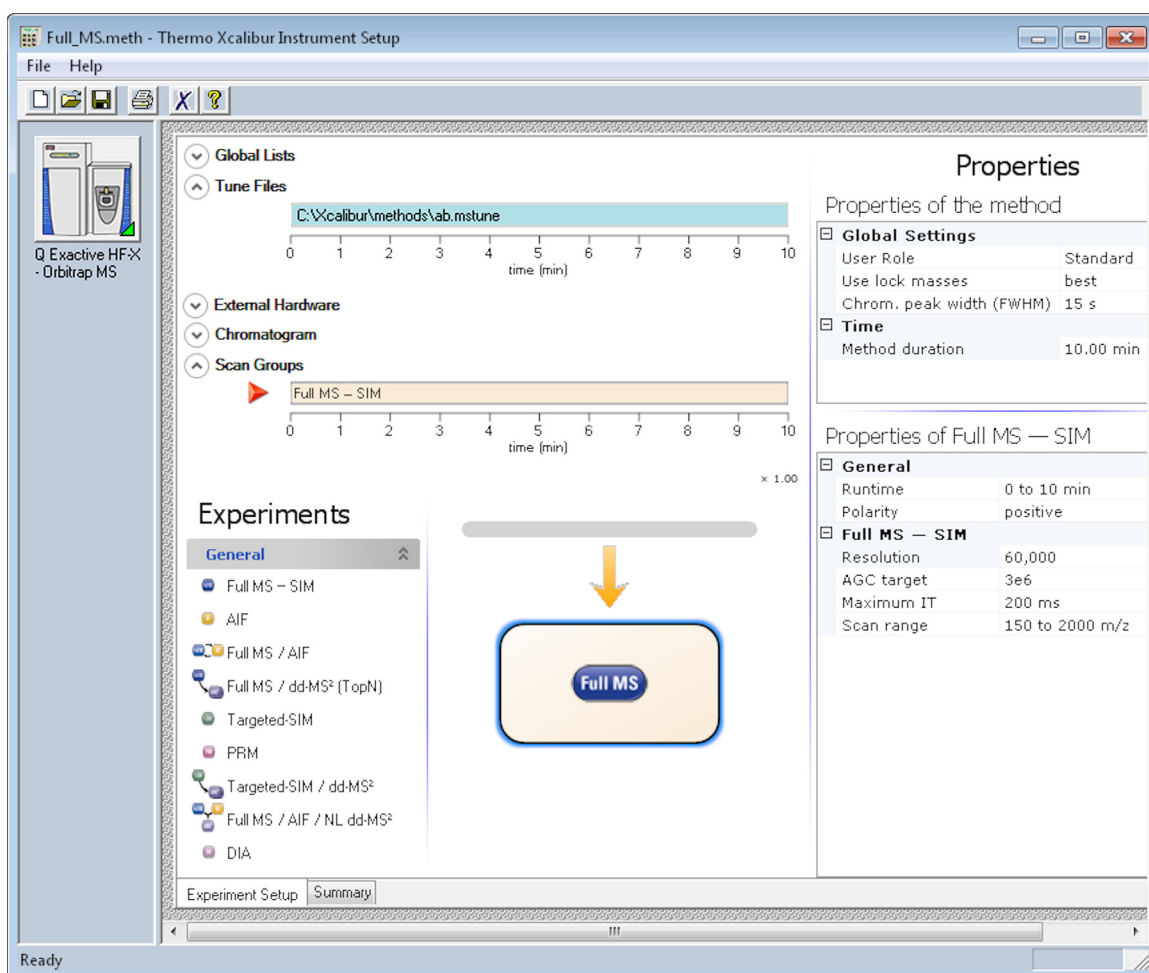 Full_MS.meth - Thermo Xcalibur Instrument Setup
File Help
X ?
Q Exactive HF-X
- Orbitrap MS
Global Lists
Tune Files
C:\Xcalibur\methods\ab.mstune
0 1 2 3 4 5 6 7 8 9 10
time (min)
External Hardware
Chromatogram
Scan Groups
Full MS – SIM
0 1 2 3 4 5 6 7 8 9 10
time (min)
× 1.00
Experiments
General
Full MS – SIM
AIF
Full MS / AIF
Full MS / dd-MS² (TopN)
Targeted-SIM
PRM
Targeted-SIM / dd-MS²
Full MS / AIF / NL dd-MS²
DIA
Full MS
Experiment Setup Summary
Properties
Properties of the method
Global Settings
User Role Standard
Use lock masses best
Chrom. peak width (FWHM) 15 s
Time
Method duration 10.00 min
Properties of Full MS — SIM
General
Runtime 0 to 10 min
Polarity positive
Full MS — SIM
Resolution 60,000
AGC target 3e6
Maximum IT 200 ms
Scan range 150 to 2000 m/z
Ready